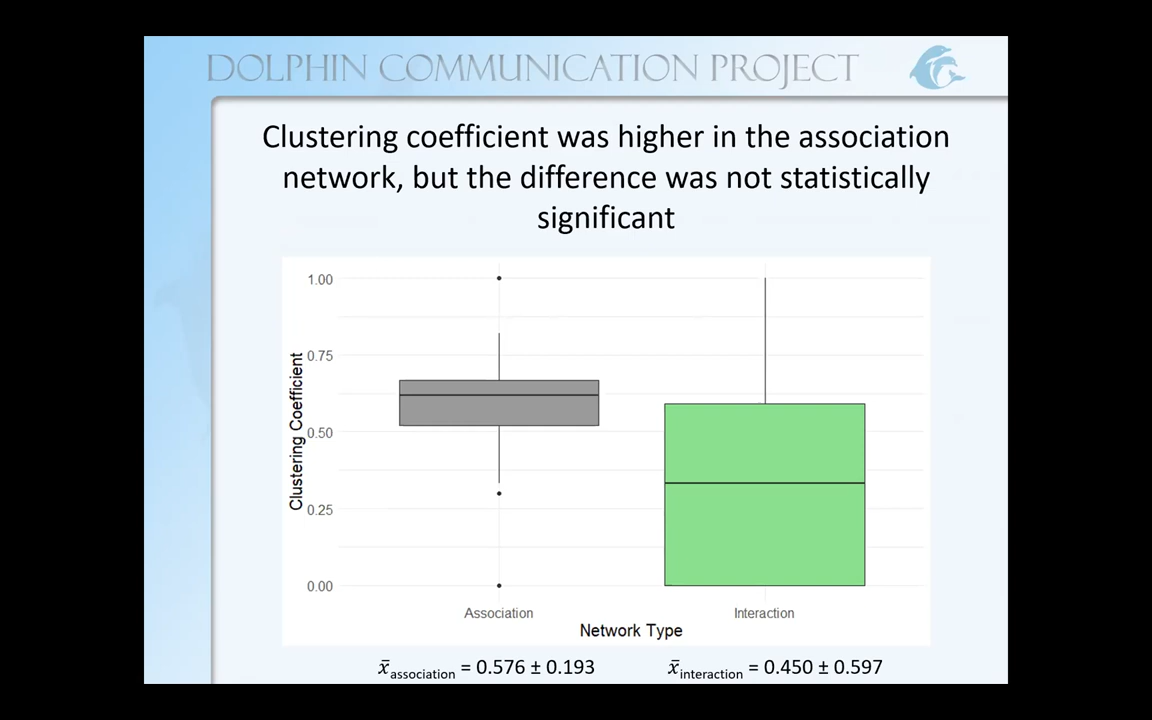 DOLPHIN COMMUNICATION PROJECT
Clustering coefficient was higher in the association
network, but the difference was not statistically
significant
Clustering Coefficient
1.00
0.75
0.50
0.25
0.00
Association Interaction
Network Type
x̄association = 0.576 ± 0.193 x̄interaction = 0.450 ± 0.597